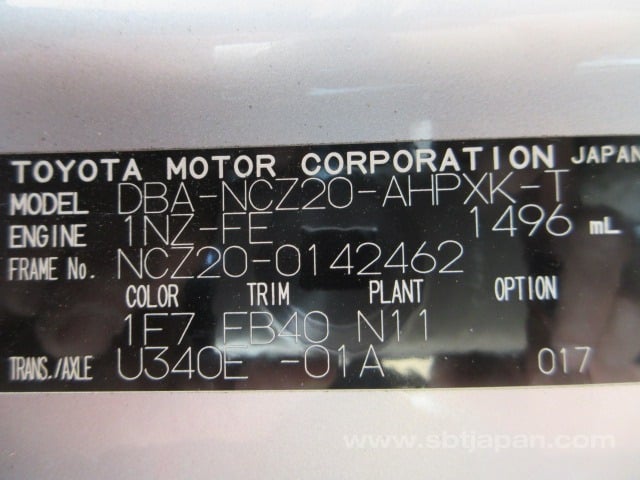 TOYOTA MOTOR CORPORATION JAPAN
MODEL DBA-NCZ20-AHPXK-T
ENGINE 1NZ-FE 1496 mL
FRAME No. NCZ20-0142462
COLOR TRIM PLANT OPTION
1F7 FB40 N11
TRANS./AXLE U340E -01A 017
www.sbtjapan.com